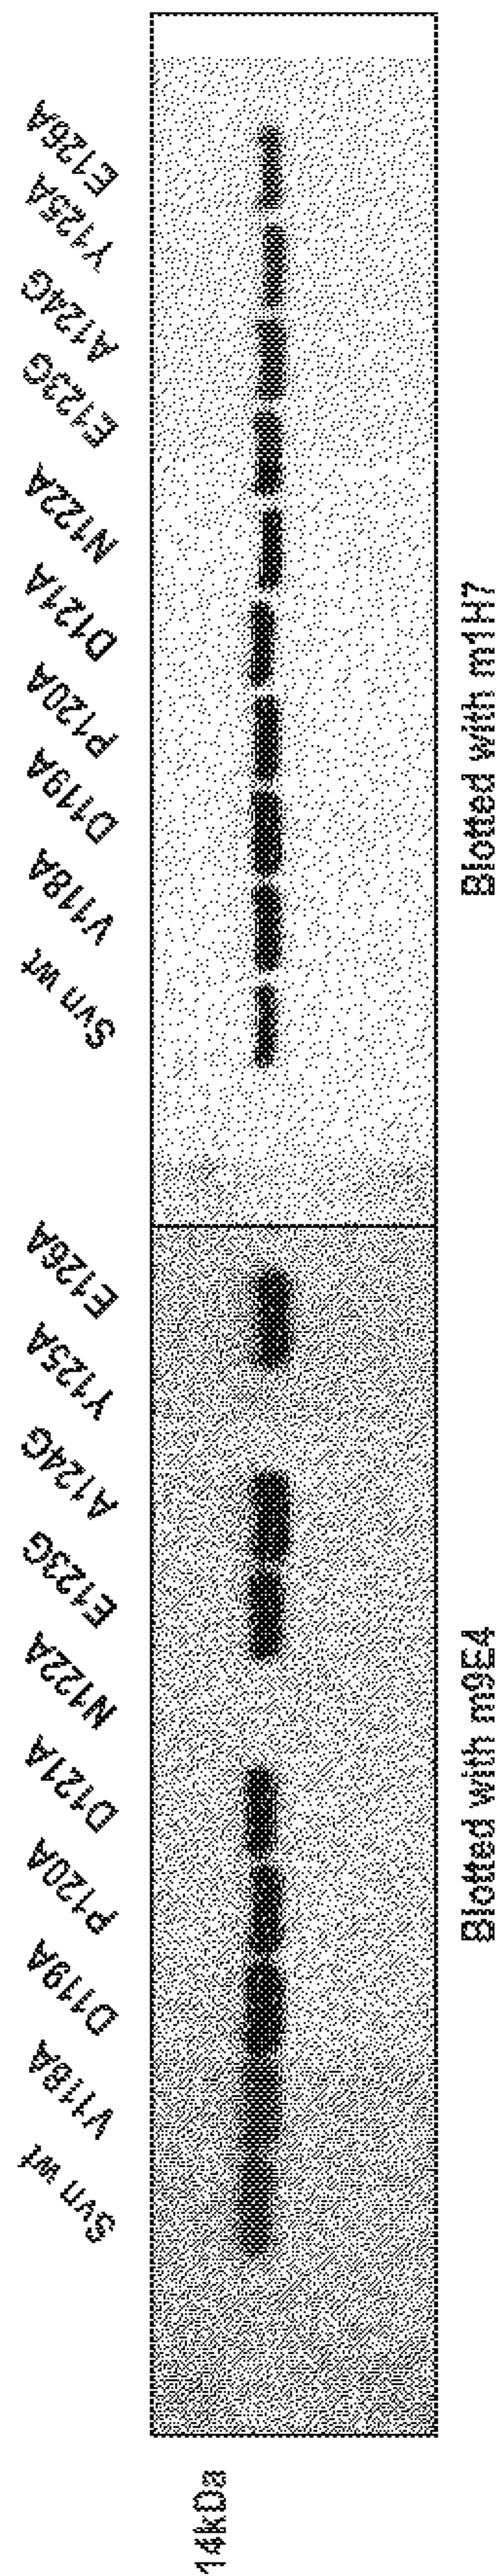 Syn wt
V118A
D119A
P120A
D121A
N122A
E123G
A124G
Y125A
E126A
Syn wt
V118A
D119A
P120A
D121A
N122A
E123G
A124G
Y125A
E126A
14kDa
Blotted with m9E4
Blotted with m1H7